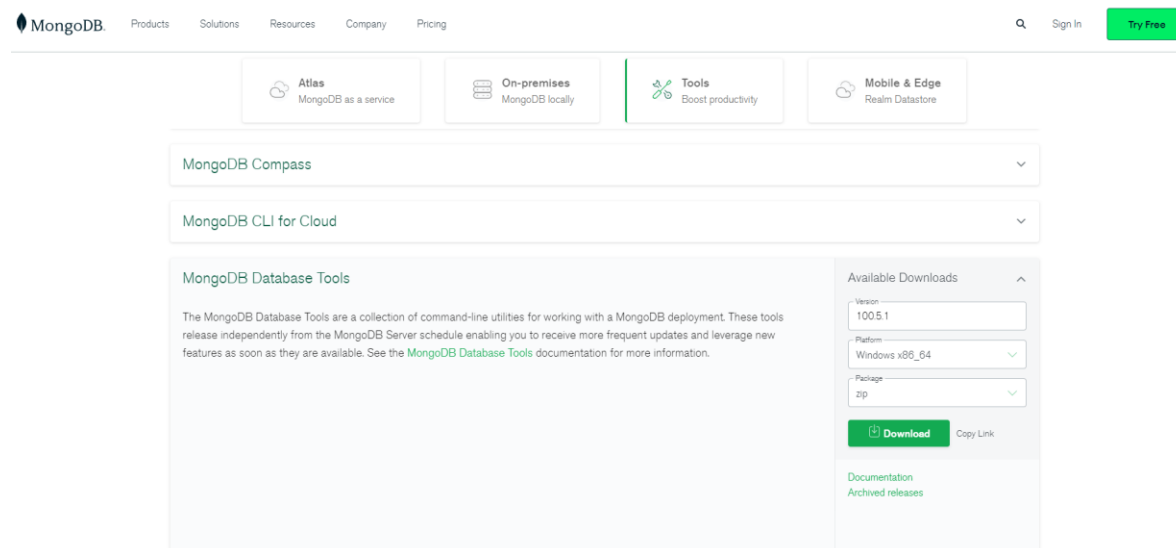 MongoDB. Products Solutions Resources Company Pricing Sign In Try Free
Atlas
MongoDB as a service
On-premises
MongoDB locally
Tools
Boost productivity
Mobile & Edge
Realm Datastore
MongoDB Compass
MongoDB CLI for Cloud
MongoDB Database Tools
The MongoDB Database Tools are a collection of command-line utilities for working with a MongoDB deployment. These tools
release independently from the MongoDB Server schedule enabling you to receive more frequent updates and leverage new
features as soon as they are available. See the MongoDB Database Tools documentation for more information.
Available Downloads
Version
100.5.1
Platform
Windows x86_64
Package
zip
Download Copy Link
Documentation
Archived releases